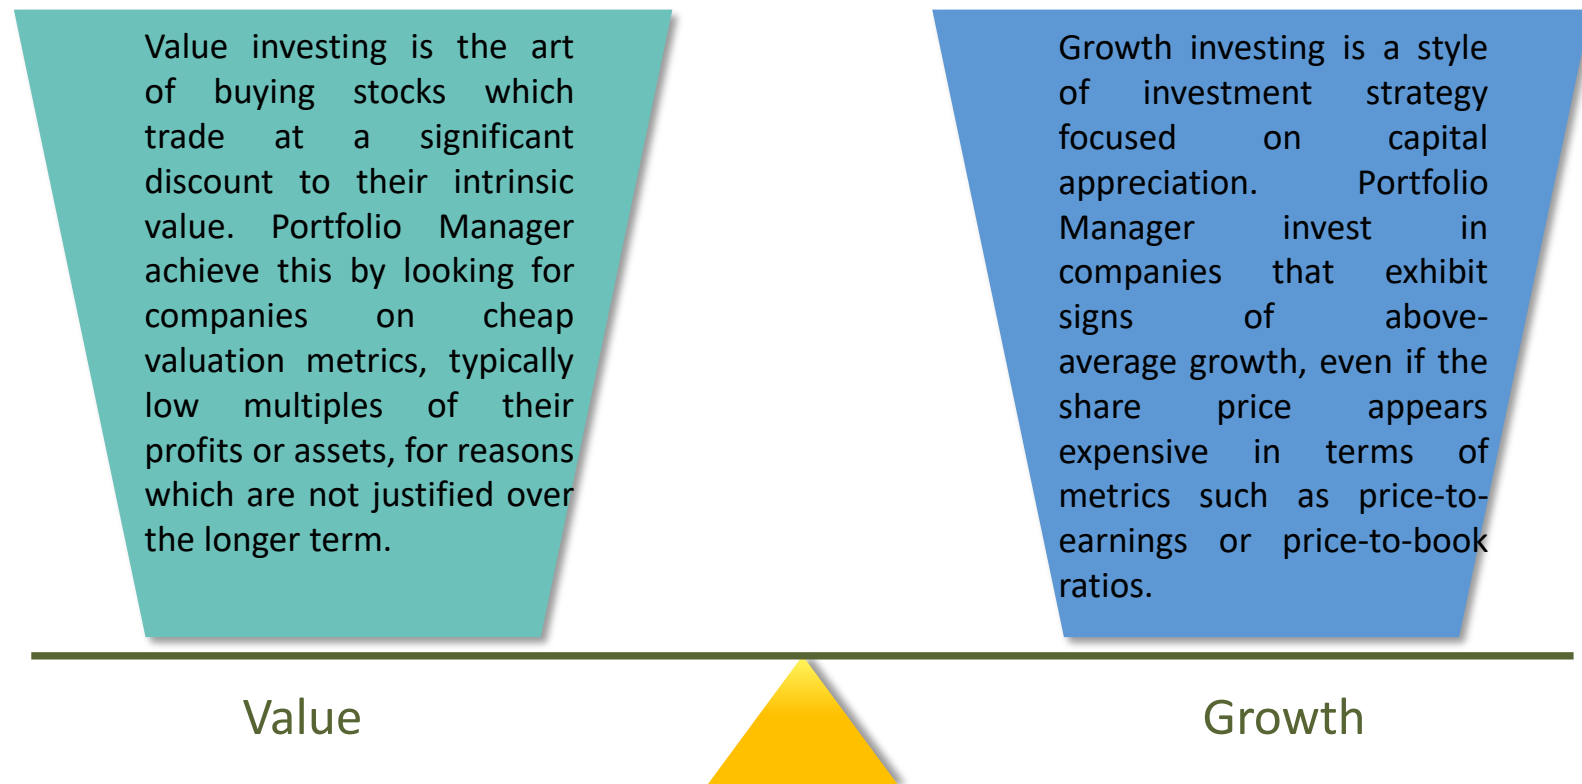 Value investing is the art
of buying stocks which
trade at a significant
discount to their intrinsic
value. Portfolio Manager
achieve this by looking for
companies on cheap
valuation metrics, typically
low multiples of their
profits or assets, for reasons
which are not justified over
the longer term.
Growth investing is a style
of investment strategy
focused on capital
appreciation. Portfolio
Manager invest in
companies that exhibit
signs of above-
average growth, even if the
share price appears
expensive in terms of
metrics such as price-to-
earnings or price-to-book
ratios.
Value
Growth